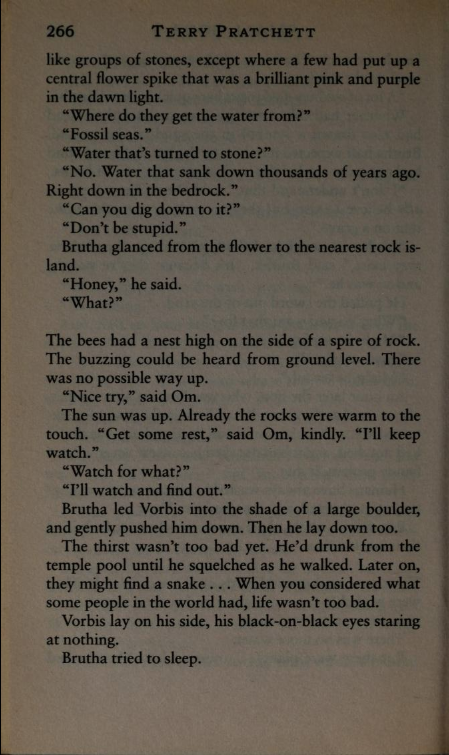 266 TERRY PRATCHETT
like groups of stones, except where a few had put up a
central flower spike that was a brilliant pink and purple
in the dawn light.
“Where do they get the water from?”
“Fossil seas.”
“Water that’s turned to stone?”
“No. Water that sank down thousands of years ago.
Right down in the bedrock.”
“Can you dig down to it?”
“Don’t be stupid.”
Brutha glanced from the flower to the nearest rock is-
land.
“Honey,” he said.
“What?”
The bees had a nest high on the side of a spire of rock.
The buzzing could be heard from ground level. There
was no possible way up.
“Nice try,” said Om.
The sun was up. Already the rocks were warm to the
touch. “Get some rest,” said Om, kindly. “I’ll keep
watch.”
“Watch for what?”
“I’ll watch and find out.”
Brutha led Vorbis into the shade of a large boulder,
and gently pushed him down. Then he lay down too.
The thirst wasn’t too bad yet. He’d drunk from the
temple pool until he squelched as he walked. Later on,
they might find a snake . . . When you considered what
some people in the world had, life wasn’t too bad.
Vorbis lay on his side, his black-on-black eyes staring
at nothing.
Brutha tried to sleep.